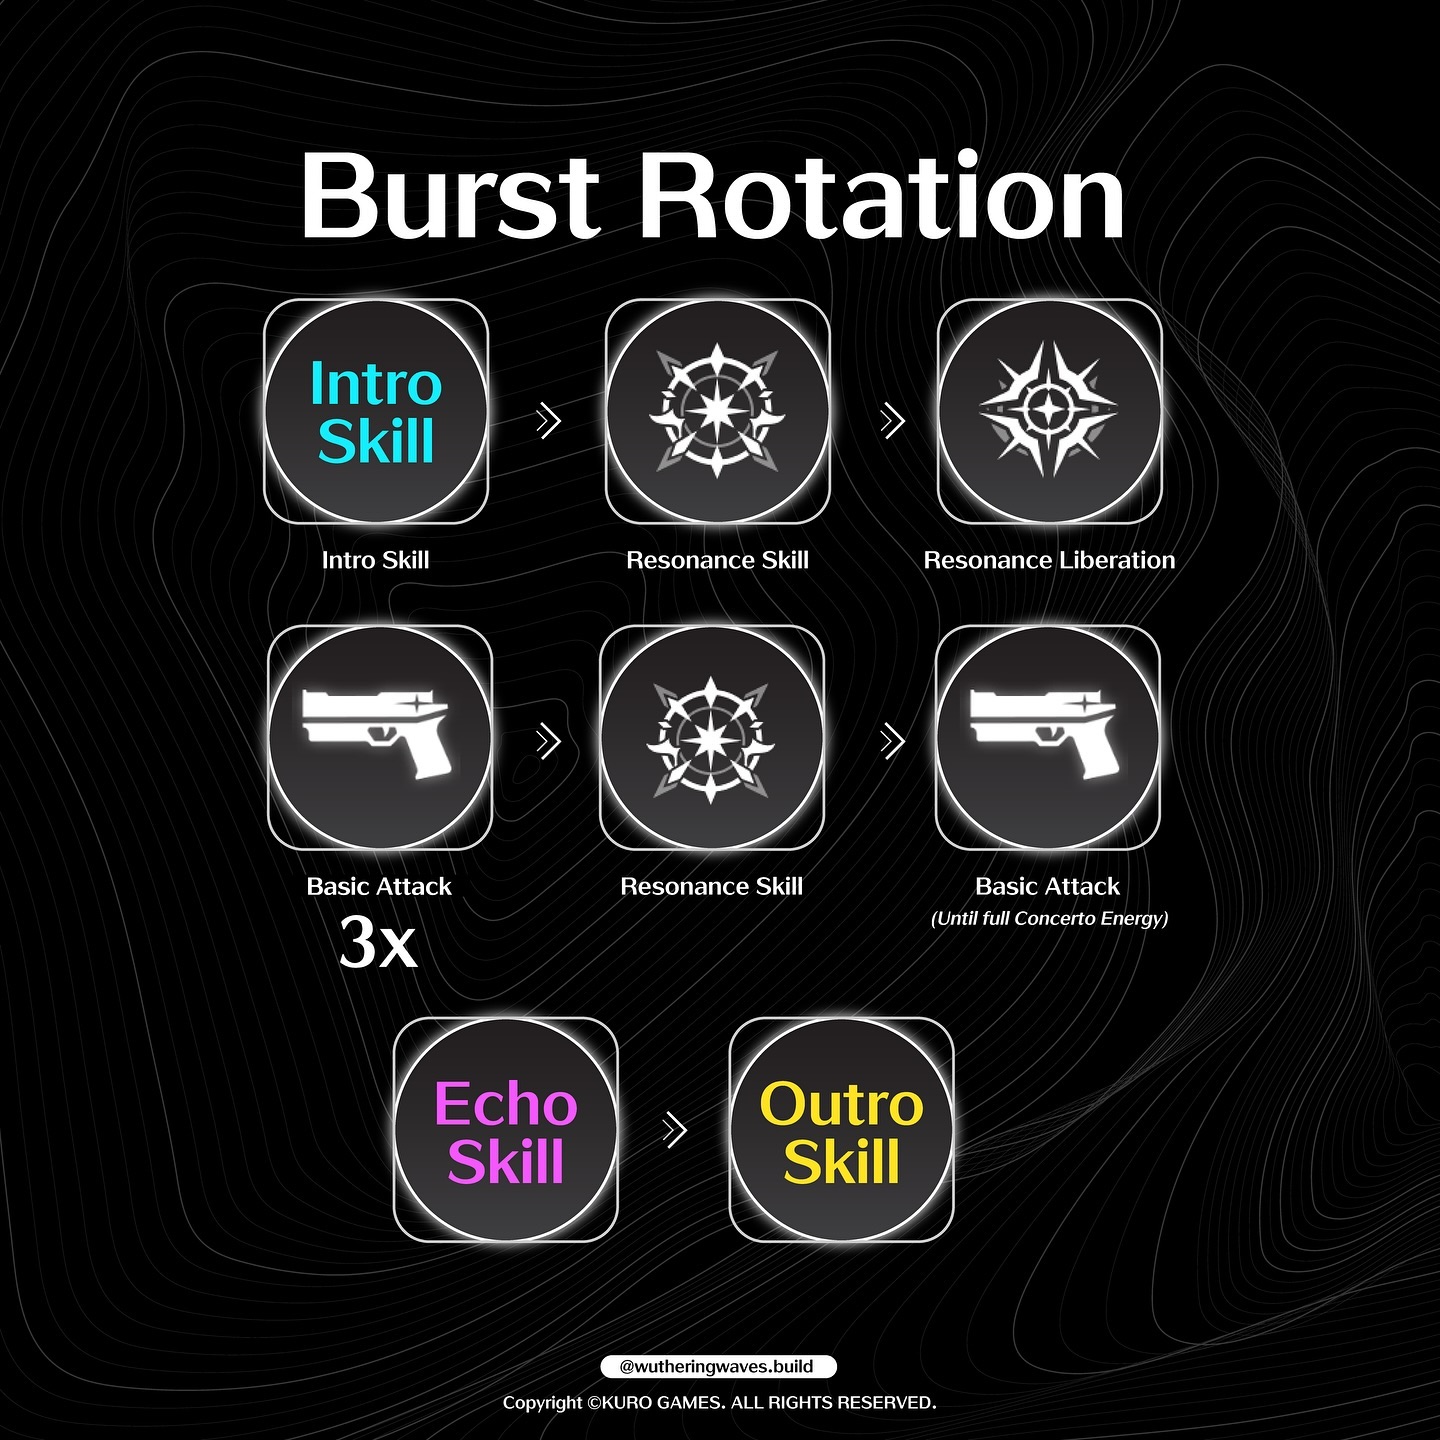 Burst Rotation
Intro
Skill
Intro Skill
Resonance Skill
Resonance Liberation
Basic Attack
3x
Resonance Skill
Basic Attack
(Until full Concerto Energy)
Echo
Skill
Outro
Skill
@wutheringwaves.build
Copyright ©KURO GAMES. ALL RIGHTS RESERVED.